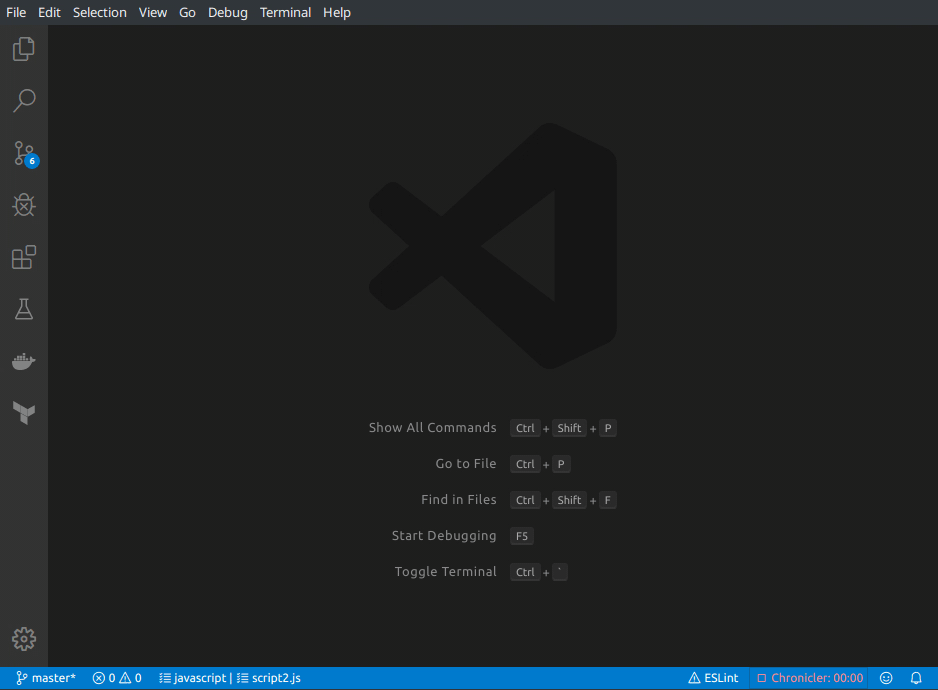 File Edit Selection View Go Debug Terminal Help
6
Show All Commands Ctrl + Shift + P
Go to File Ctrl + P
Find in Files Ctrl + Shift + F
Start Debugging F5
Toggle Terminal Ctrl + `
master* 0 0 javascript | script2.js ESLint Chronicler: 00:00